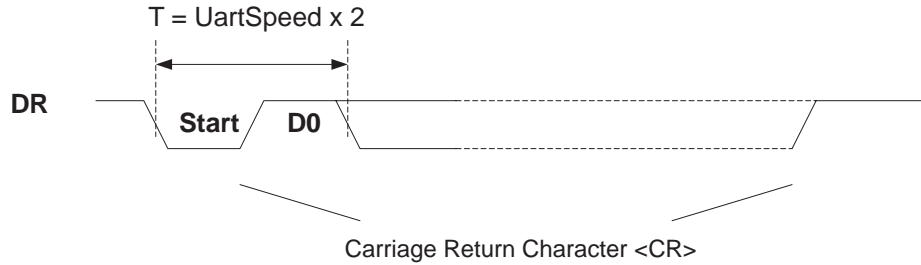 T = UartSpeed x 2
DR
Start
D0
Carriage Return Character <CR>